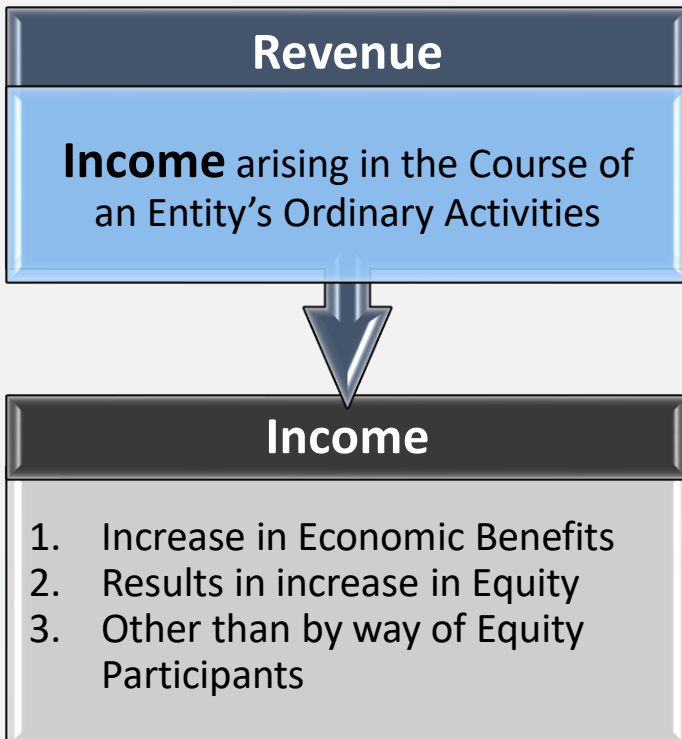 Revenue
Income arising in the Course of
an Entity’s Ordinary Activities
Income
1. Increase in Economic Benefits
2. Results in increase in Equity
3. Other than by way of Equity
Participants